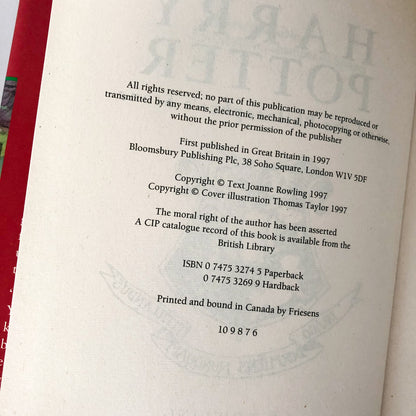 HARRY
POTTER
All rights reserved; no part of this publication may be reproduced or
transmitted by any means, electronic, mechanical, photocopying or otherwise,
without the prior permission of the publisher
First published in Great Britain in 1997
Bloomsbury Publishing Plc, 38 Soho Square, London W1V 5DF
Copyright © Text Joanne Rowling 1997
Copyright © Cover illustration Thomas Taylor 1997
The moral right of the author has been asserted
A CIP catalogue record of this book is available from the
British Library
ISBN 0 7475 3274 5 Paperback
0 7475 3269 9 Hardback
Printed and bound in Canada by Friesens
10 9 8 7 6